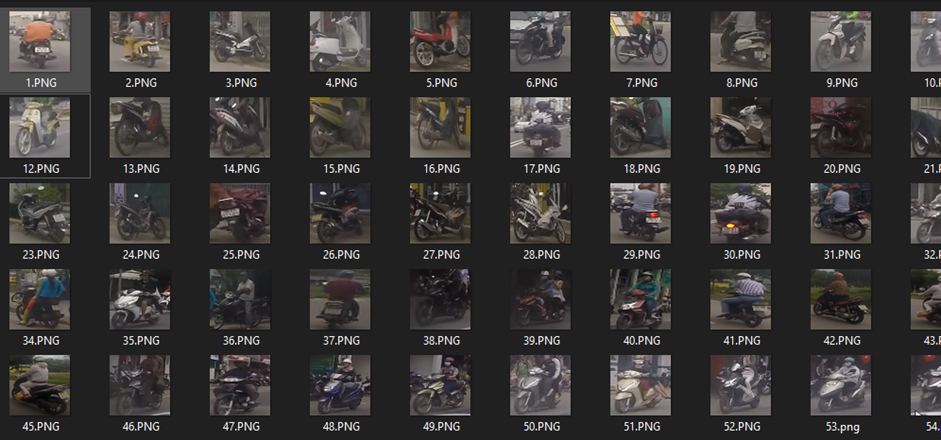 1.PNG 2.PNG 3.PNG 4.PNG 5.PNG 6.PNG 7.PNG 8.PNG 9.PNG 10.P
12.PNG 13.PNG 14.PNG 15.PNG 16.PNG 17.PNG 18.PNG 19.PNG 20.PNG 21.
23.PNG 24.PNG 25.PNG 26.PNG 27.PNG 28.PNG 29.PNG 30.PNG 31.PNG 32.
34.PNG 35.PNG 36.PNG 37.PNG 38.PNG 39.PNG 40.PNG 41.PNG 42.PNG 43.
45.PNG 46.PNG 47.PNG 48.PNG 49.PNG 50.PNG 51.PNG 52.PNG 53.png 54.